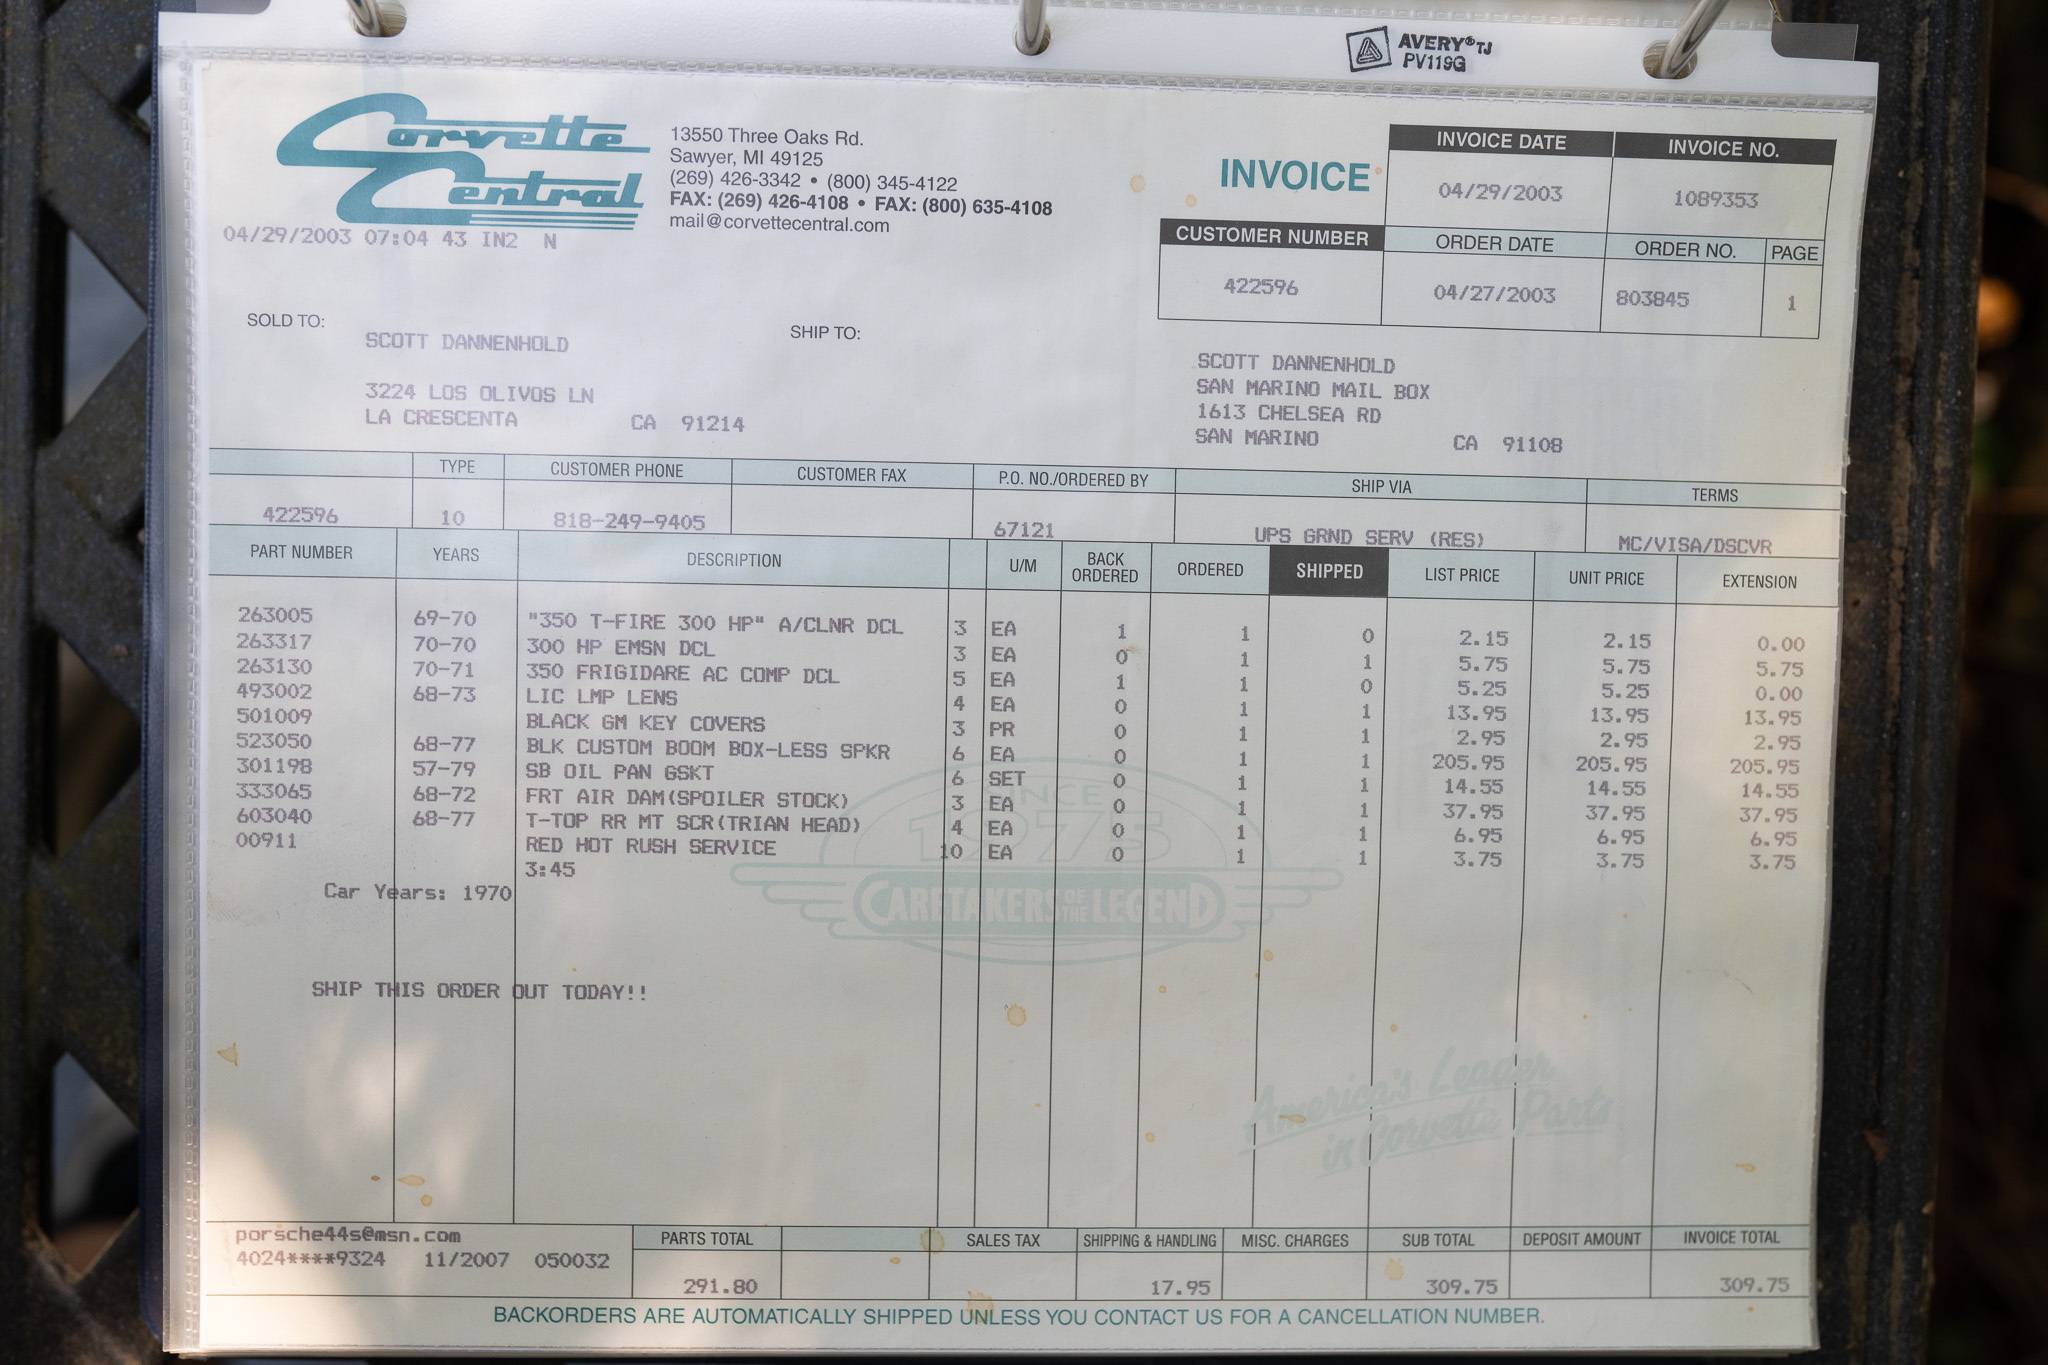 AVERY® TJ
PV119G
Corvette
Central
13550 Three Oaks Rd.
Sawyer, MI 49125
(269) 426-3342 • (800) 345-4122
FAX: (269) 426-4108 • FAX: (800) 635-4108
mail@corvettecentral.com
04/29/2003 07:04 43 IN2 N
INVOICE
INVOICE DATE INVOICE NO.
04/29/2003 1089353
CUSTOMER NUMBER ORDER DATE ORDER NO. PAGE
422596 04/27/2003 803845 1
SOLD TO:
SCOTT DANNENHOLD
3224 LOS OLIVOS LN
LA CRESCENTA CA 91214
SHIP TO:
SCOTT DANNENHOLD
SAN MARINO MAIL BOX
1613 CHELSEA RD
SAN MARINO CA 91108
TYPE CUSTOMER PHONE CUSTOMER FAX P.O. NO./ORDERED BY SHIP VIA TERMS
422596 10 818-249-9405 67121 UPS GRND SERV (RES) MC/VISA/DSCVR
PART NUMBER YEARS DESCRIPTION U/M BACK ORDERED ORDERED SHIPPED LIST PRICE UNIT PRICE EXTENSION
263005 69-70 "350 T-FIRE 300 HP" A/CLNR DCL 3 EA 1 1 0 2.15 2.15 0.00
263317 70-70 300 HP EMSN DCL 3 EA 0 1 1 5.75 5.75 5.75
263130 70-71 350 FRIGIDARE AC COMP DCL 5 EA 1 1 0 5.25 5.25 0.00
493002 68-73 LIC LMP LENS 4 EA 0 1 1 13.95 13.95 13.95
501009 BLACK GM KEY COVERS 3 PR 0 1 1 2.95 2.95 2.95
523050 68-77 BLK CUSTOM BOOM BOX-LESS SPKR 6 EA 0 1 1 205.95 205.95 205.95
301198 57-79 SB OIL PAN GSKT 6 SET 0 1 1 14.55 14.55 14.55
333065 68-72 FRT AIR DAM(SPOILER STOCK) 3 EA 0 1 1 37.95 37.95 37.95
603040 68-77 T-TOP RR MT SCR(TRIAN HEAD) 4 EA 0 1 1 6.95 6.95 6.95
00911 RED HOT RUSH SERVICE 10 EA 0 1 1 3.75 3.75 3.75
3:45
Car Years: 1970
SINCE
1975
CARETAKERS OF THE LEGEND
SHIP THIS ORDER OUT TODAY!!
America's Leader
in Corvette Parts
porsche44s@msn.com
4024****9324 11/2007 050032
PARTS TOTAL SALES TAX SHIPPING & HANDLING MISC. CHARGES SUB TOTAL DEPOSIT AMOUNT INVOICE TOTAL
291.80 17.95 309.75 309.75
BACKORDERS ARE AUTOMATICALLY SHIPPED UNLESS YOU CONTACT US FOR A CANCELLATION NUMBER.